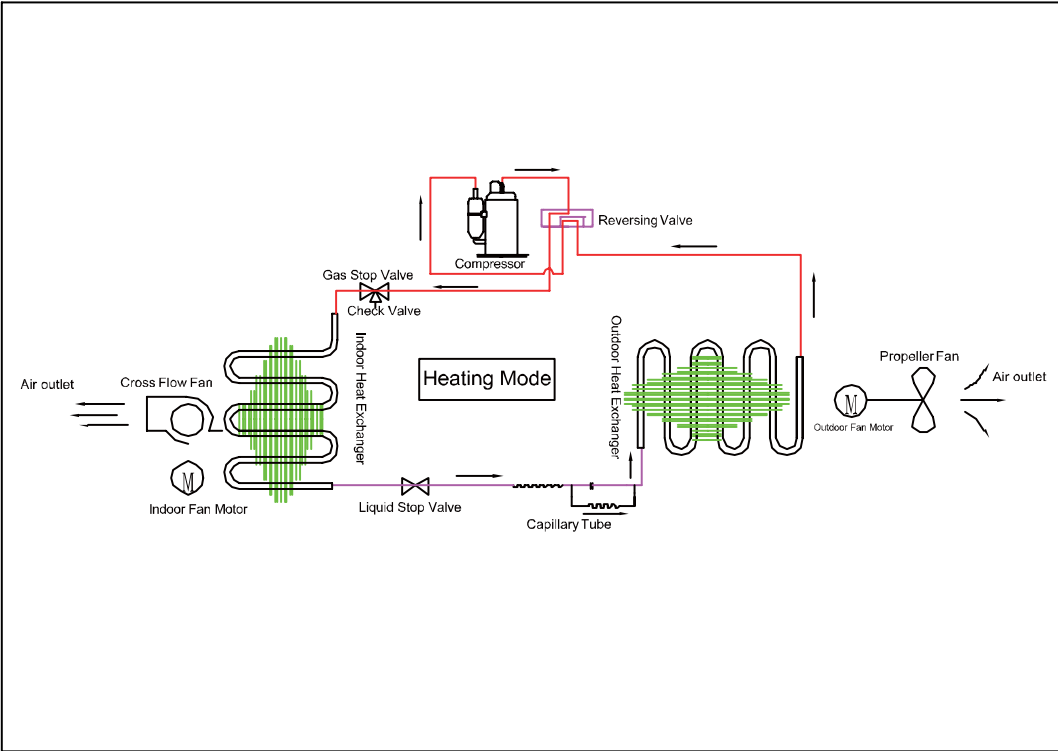 Reversing Valve
Compressor
Gas Stop Valve
Check Valve
Indoor Heat Exchanger
Outdoor Heat Exchanger
Heating Mode
Propeller Fan
Air outlet
Air outlet
Cross Flow Fan
M
Outdoor Fan Motor
M
Indoor Fan Motor
Liquid Stop Valve
Capillary Tube